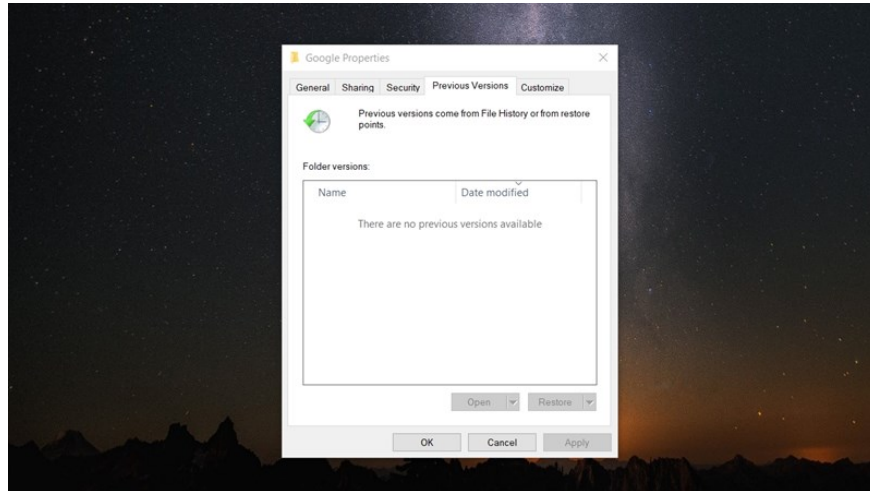 Google Properties
General Sharing Security Previous Versions Customize
Previous versions come from File History or from restore
points.
Folder versions:
Name Date modified
There are no previous versions available
Open Restore
OK Cancel Apply